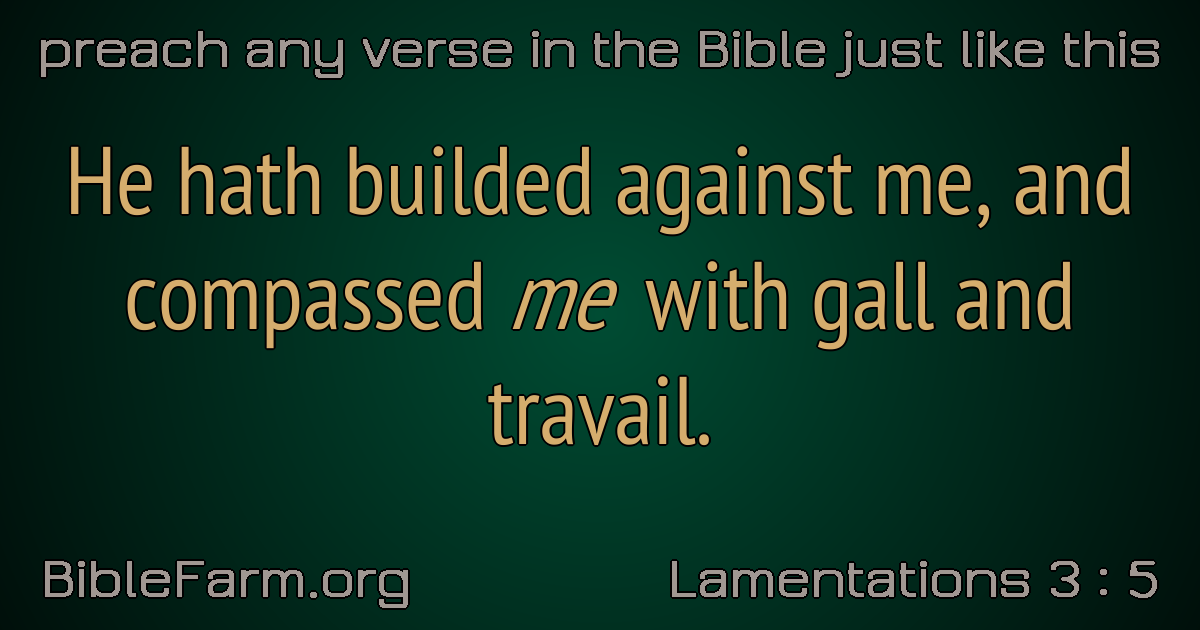 preach any verse in the Bible just like this
He hath builded against me, and
compassed me with gall and
travail.
BibleFarm.org
Lamentations 3 : 5